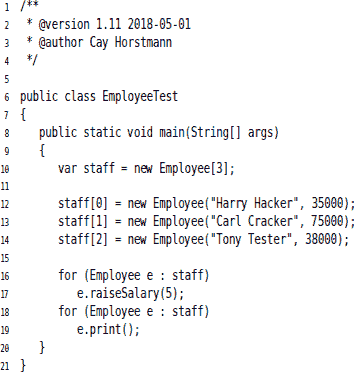 1 /**
2  * @version 1.11 2018-05-01
3  * @author Cay Horstmann
4  */
5
6 public class EmployeeTest
7 {
8    public static void main(String[] args)
9    {
10       var staff = new Employee[3];
11
12       staff[0] = new Employee("Harry Hacker", 35000);
13       staff[1] = new Employee("Carl Cracker", 75000);
14       staff[2] = new Employee("Tony Tester", 38000);
15
16       for (Employee e : staff)
17          e.raiseSalary(5);
18       for (Employee e : staff)
19          e.print();
20    }
21 }